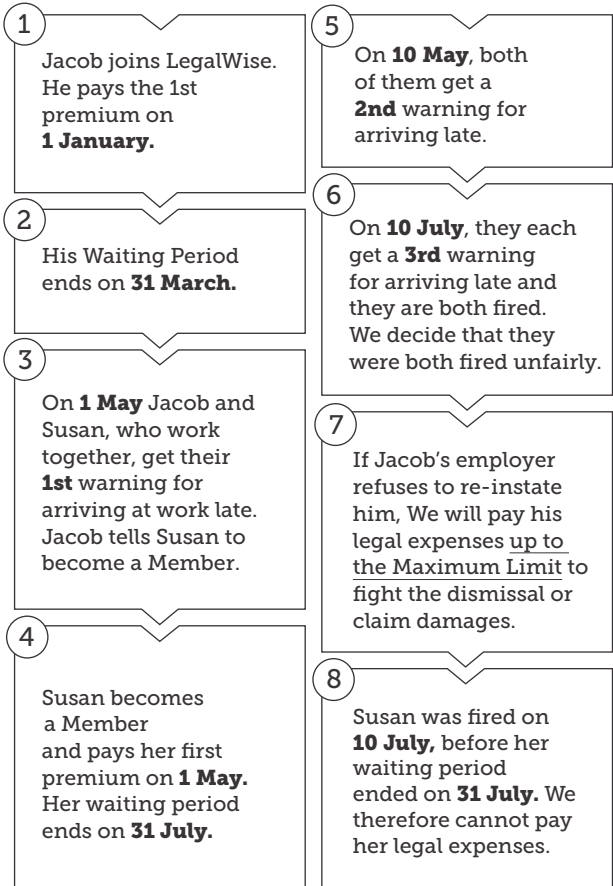 1
Jacob joins LegalWise.
He pays the 1st
premium on
1 January.
2
His Waiting Period
ends on 31 March.
3
On 1 May Jacob and
Susan, who work
together, get their
1st warning for
arriving at work late.
Jacob tells Susan to
become a Member.
4
Susan becomes
a Member
and pays her first
premium on 1 May.
Her waiting period
ends on 31 July.
5
On 10 May, both
of them get a
2nd warning for
arriving late.
6
On 10 July, they each
get a 3rd warning
for arriving late and
they are both fired.
We decide that they
were both fired unfairly.
7
If Jacob's employer
refuses to re-instate
him, We will pay his
legal expenses up to
the Maximum Limit to
fight the dismissal or
claim damages.
8
Susan was fired on
10 July, before her
waiting period
ended on 31 July. We
therefore cannot pay
her legal expenses.